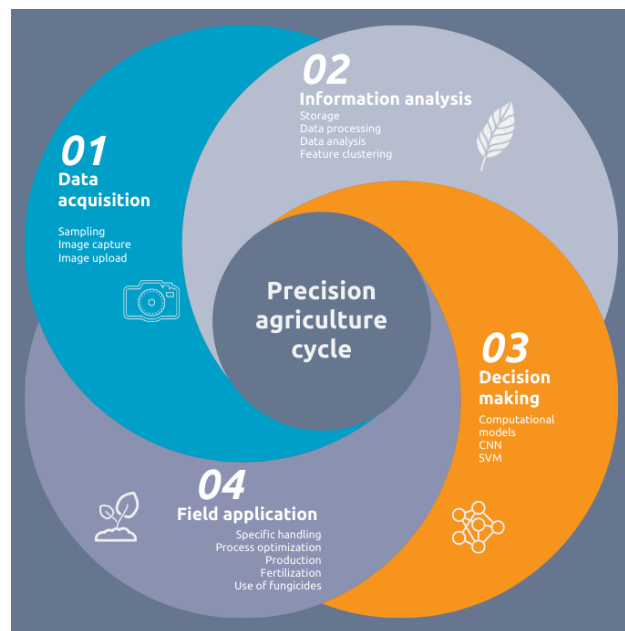 01
Data
acquisition
Sampling
Image capture
Image upload
02
Information analysis
Storage
Data processing
Data analysis
Feature clustering
Precision
agriculture
cycle
03
Decision
making
Computational
models
CNN
SVM
04
Field application
Specific handling
Process optimization
Production
Fertilization
Use of fungicides